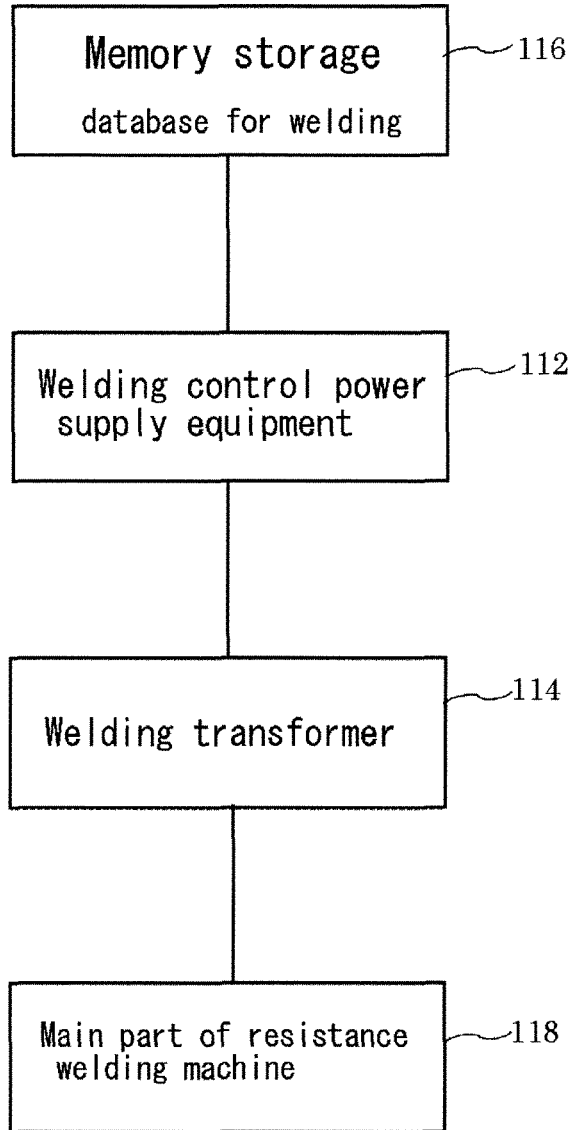 Memory storage
116
database for welding
Welding control power
112
supply equipment
114
Welding transformer
Main part of resistance
118
welding machine